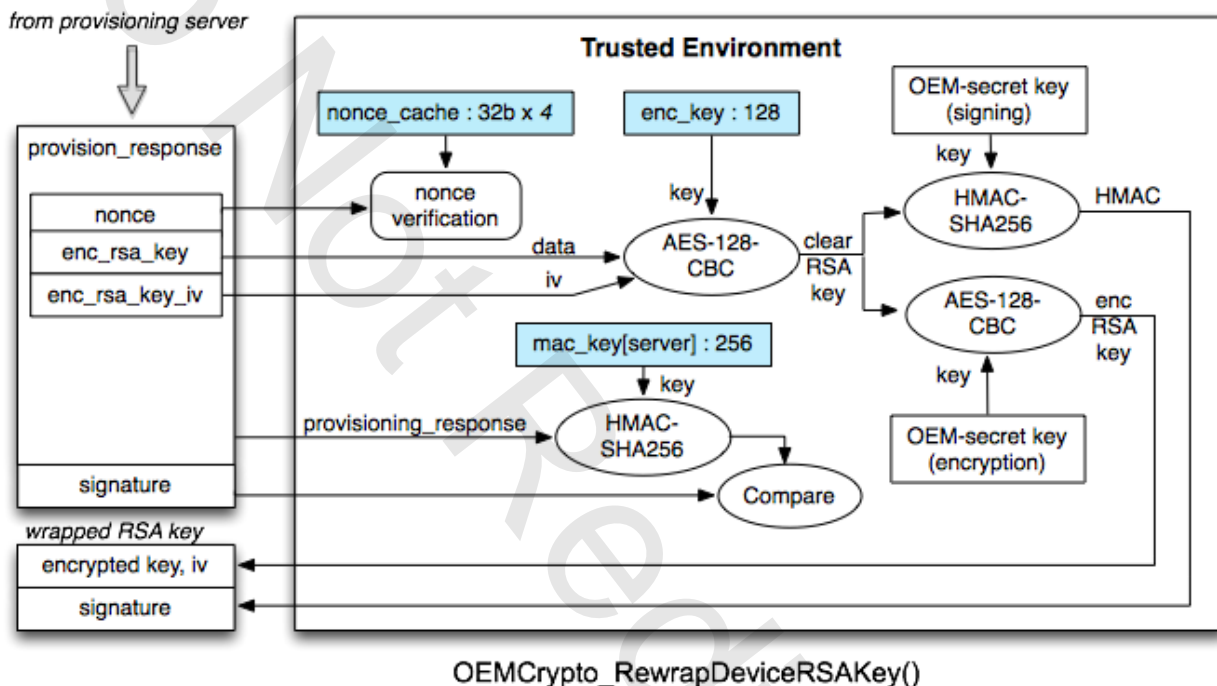 from provisioning server
Trusted Environment
nonce_cache : 32b x 4
enc_key : 128
OEM-secret key
(signing)
provision_response
key
nonce
verification
key
HMAC-
SHA256
HMAC
nonce
enc_rsa_key
data
AES-128-
CBC
clear
RSA
key
enc_rsa_key_iv
iv
AES-128-
CBC
enc
RSA
key
mac_key[server] : 256
key
key
provisioning_response
HMAC-
SHA256
OEM-secret key
(encryption)
signature
Compare
wrapped RSA key
encrypted key, iv
signature
OEMCrypto_RewrapDeviceRSAKey()